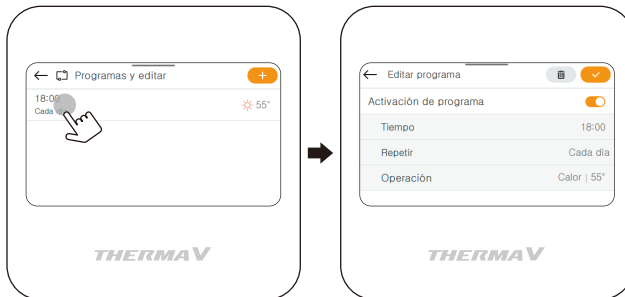 Programas y editar
18:00
Cada
55°
THERMA V
Editar programa
Activación de programa
Tiempo 18:00
Repetir Cada día
Operación Calor | 55°
THERMA V